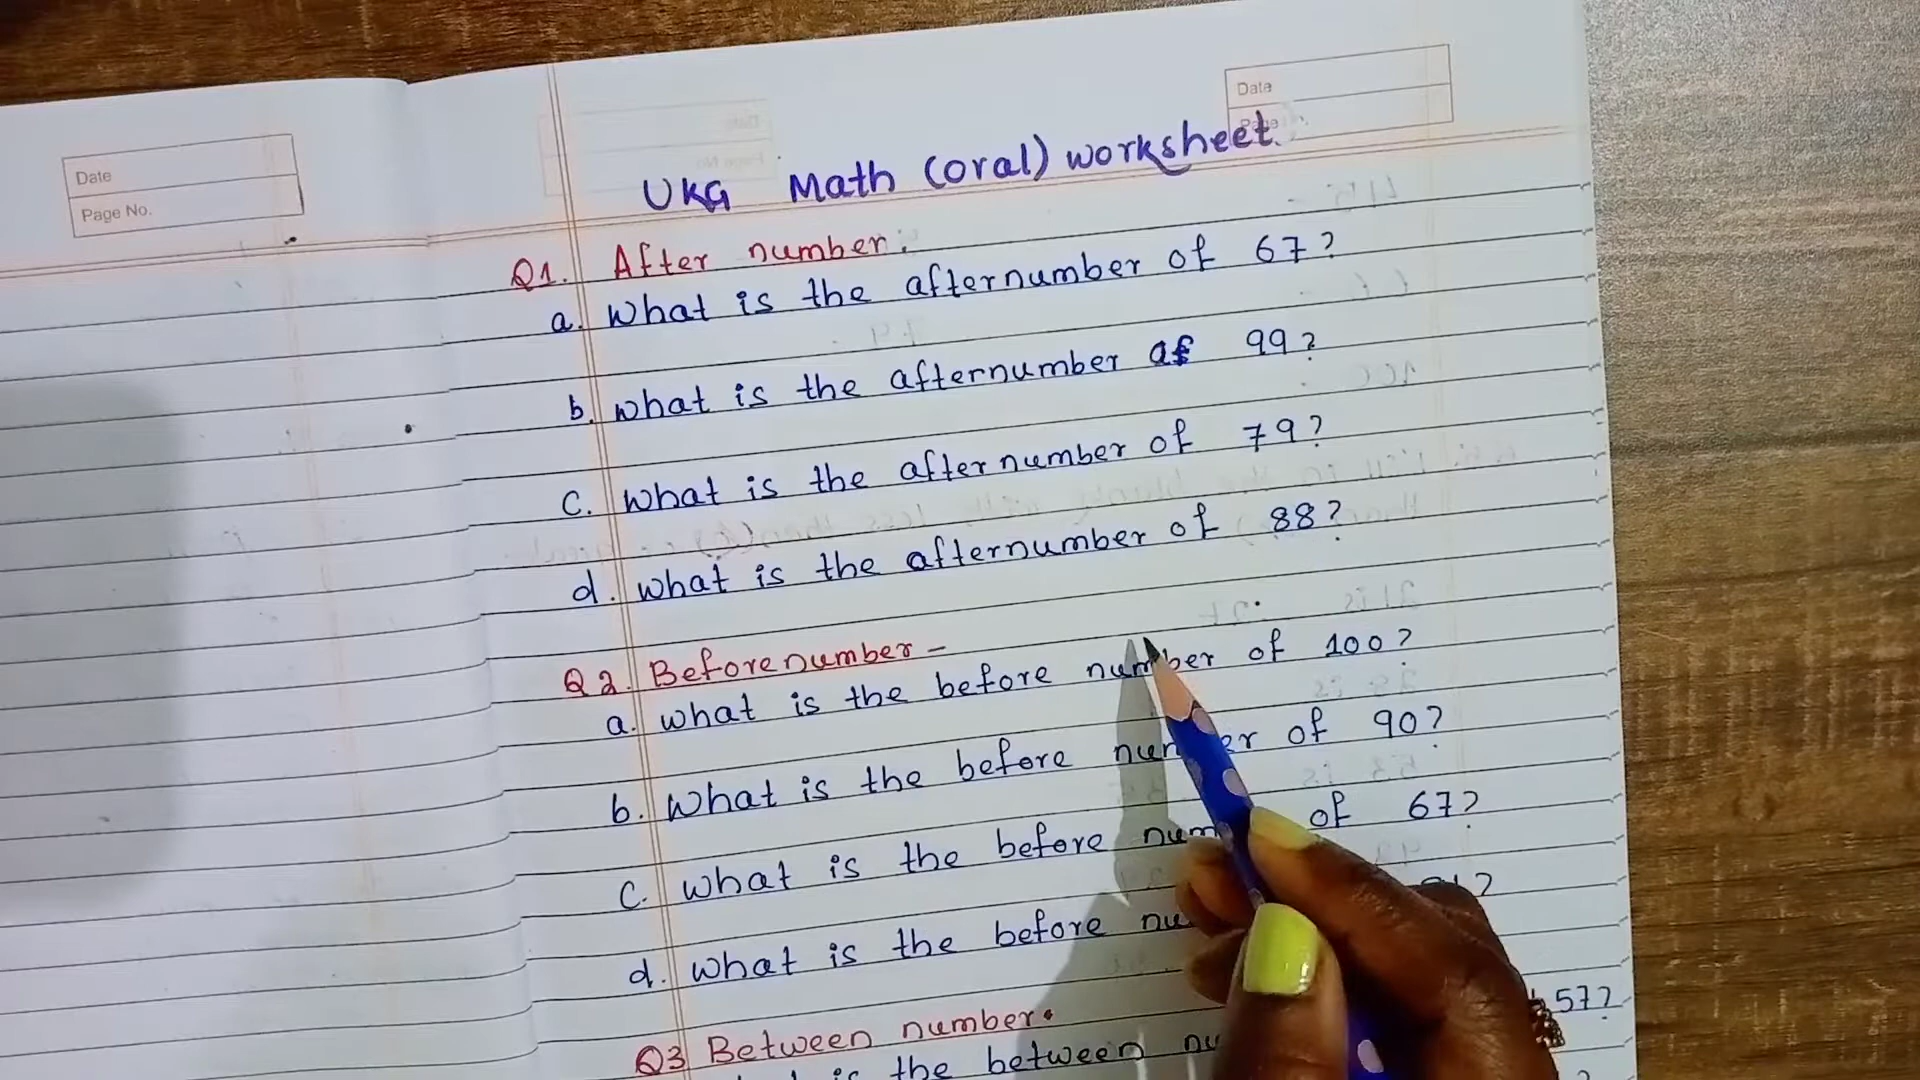 Date
Page No.
Date
UKG Math (oral) worksheet.
Q1. After number.
a. What is the afternumber of 67?
b. what is the afternumber of 99?
c. what is the afternumber of 79?
d. what is the afternumber of 88?
Q2. Beforenumber -
a. what is the before number of 100?
b. what is the before of 90?
c. what is the before of 67?
d. what is the before
57?
Q3 Between number.
the between